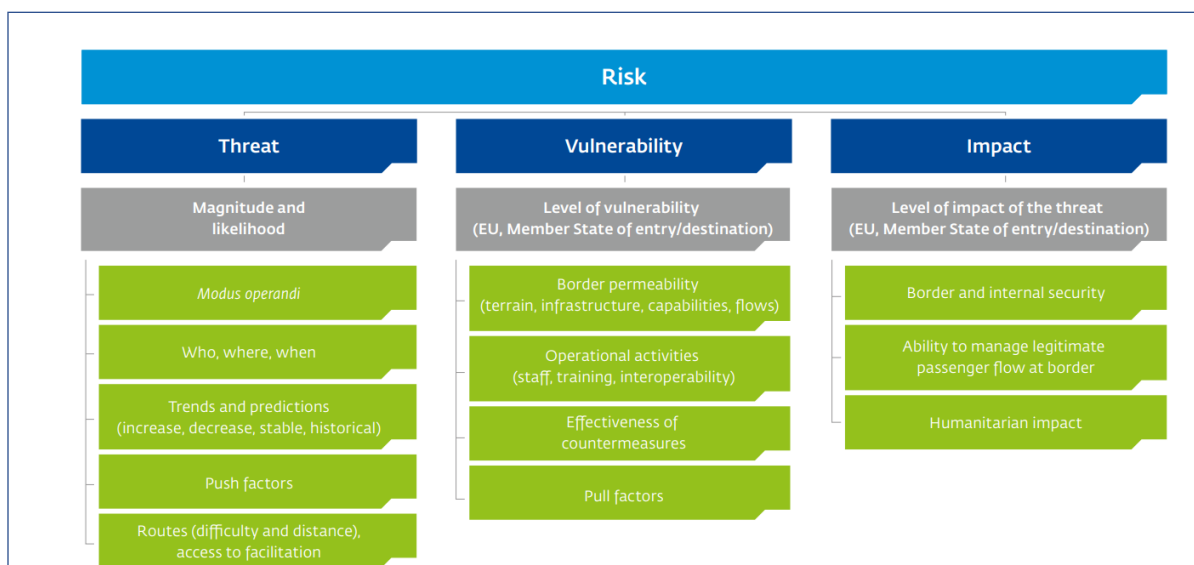 Risk
Threat
Magnitude and
likelihood
Modus operandi
Who, where, when
Trends and predictions
(increase, decrease, stable, historical)
Push factors
Routes (difficulty and distance),
access to facilitation
Vulnerability
Level of vulnerability
(EU, Member State of entry/destination)
Border permeability
(terrain, infrastructure, capabilities, flows)
Operational activities
(staff, training, interoperability)
Effectiveness of
countermeasures
Pull factors
Impact
Level of impact of the threat
(EU, Member State of entry/destination)
Border and internal security
Ability to manage legitimate
passenger flow at border
Humanitarian impact